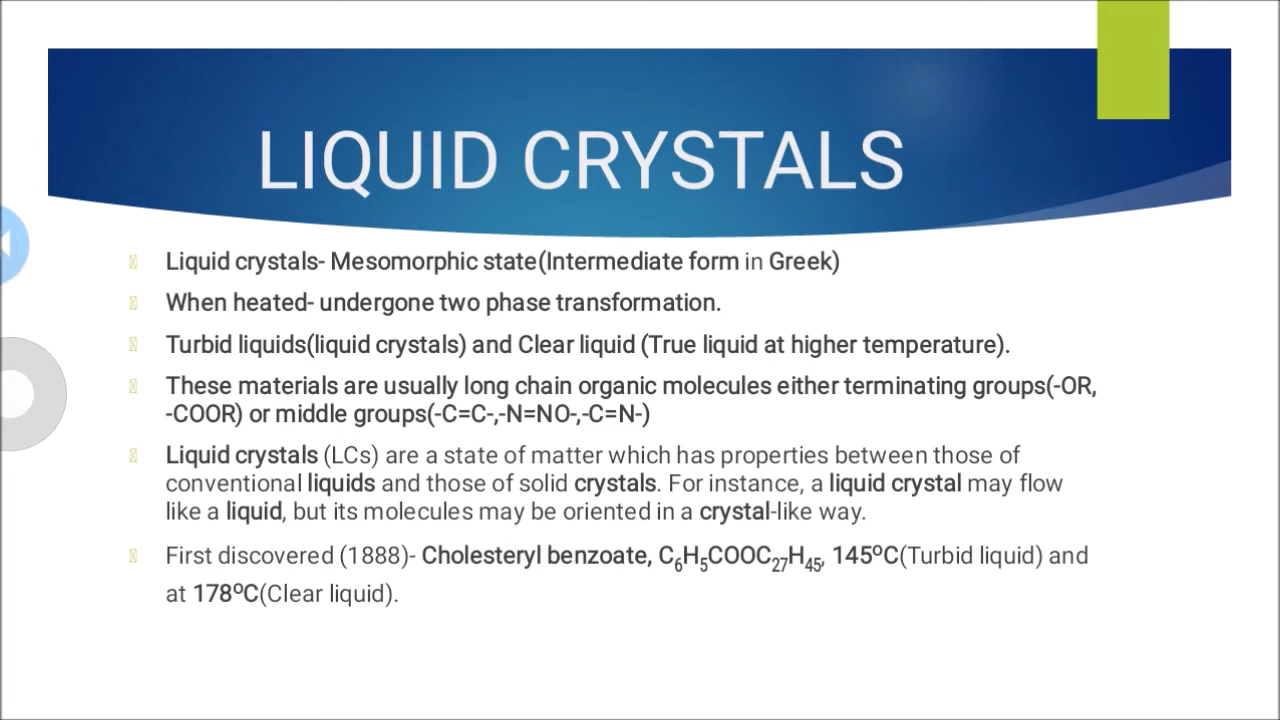 LIQUID CRYSTALS
Liquid crystals- Mesomorphic state(Intermediate form in Greek)
When heated- undergone two phase transformation.
Turbid liquids(liquid crystals) and Clear liquid (True liquid at higher temperature).
These materials are usually long chain organic molecules either terminating groups(-OR,
-COOR) or middle groups(-C=C-,-N=NO-,-C=N-)
Liquid crystals (LCs) are a state of matter which has properties between those of
conventional liquids and those of solid crystals. For instance, a liquid crystal may flow
like a liquid, but its molecules may be oriented in a crystal-like way.
First discovered (1888)- Cholesteryl benzoate, C₆H₅COOC₂₇H₄₅, 145ºC(Turbid liquid) and
at 178ºC(Clear liquid).